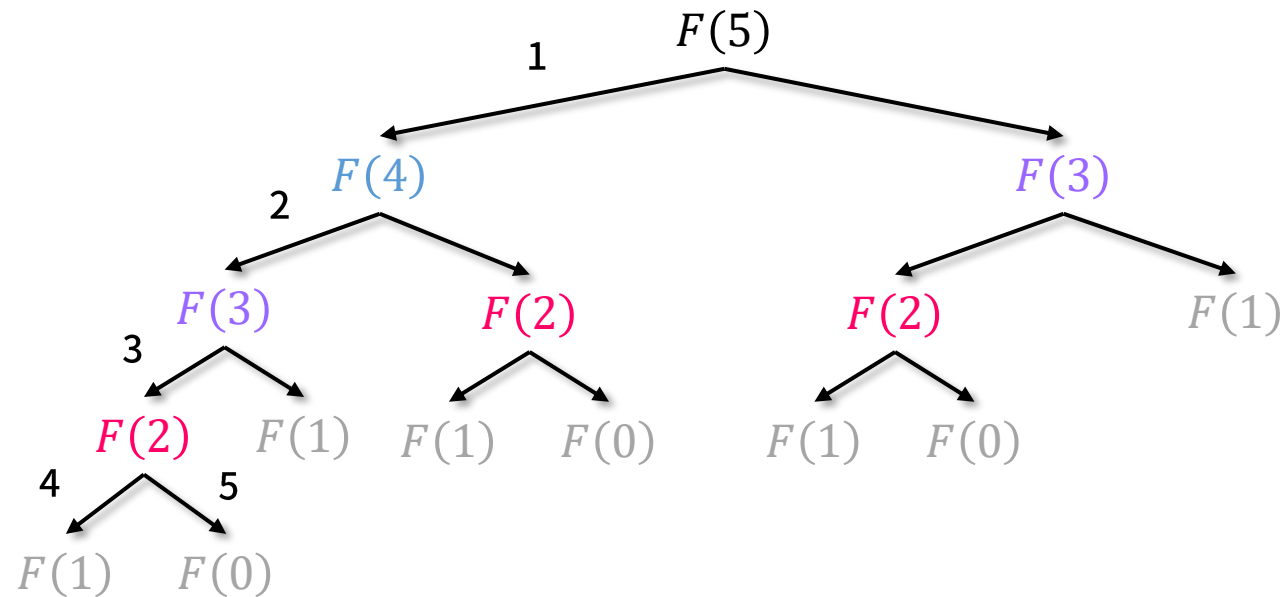 F(5)
1
F(4) F(3)
2
F(3) F(2) F(2) F(1)
3
F(2) F(1) F(1) F(0) F(1) F(0)
4 5
F(1) F(0)